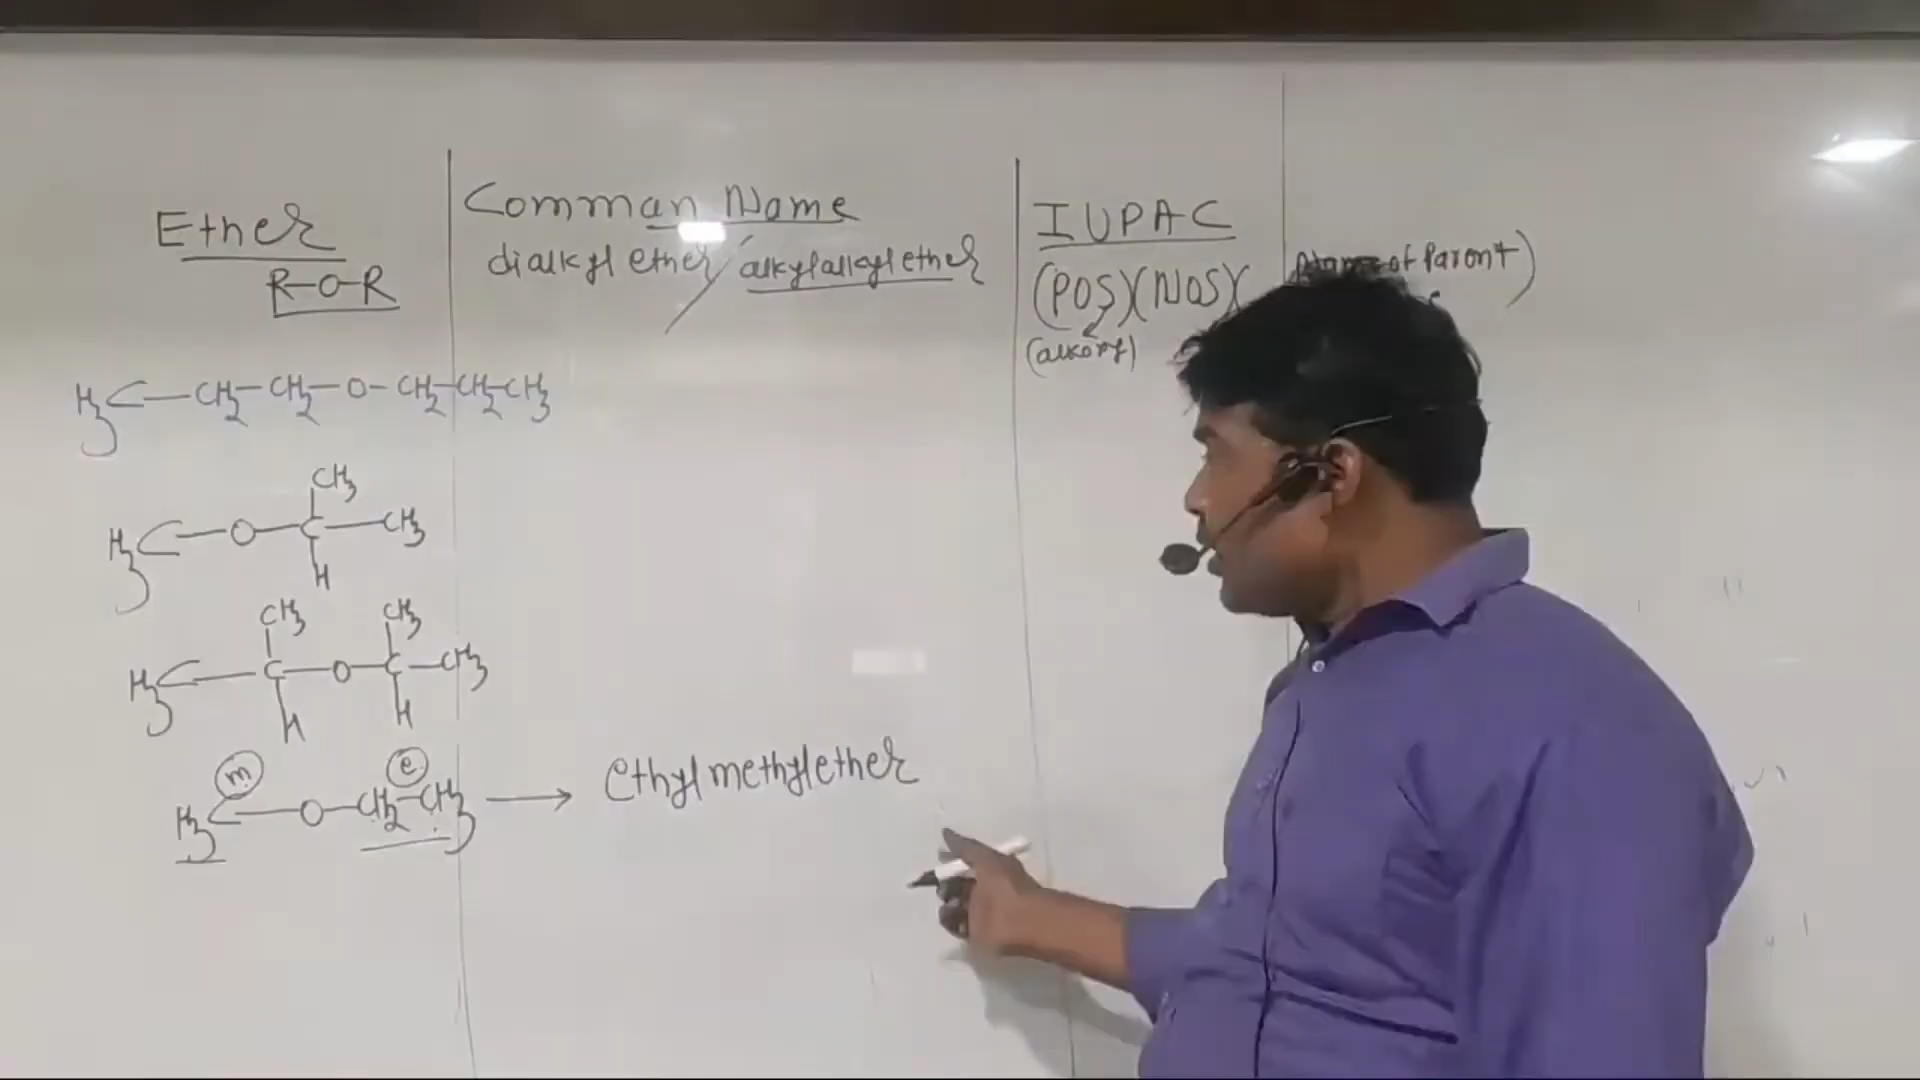 Ether
R-O-R
Comman Name
dialkyl ether / alkylalkylether
IUPAC
(POS)(NOS)( of Parent)
(alkoxy)
H3C-CH2-CH2-O-CH2-CH2-CH3
CH3
H3C-O-C-CH3
H
CH3 CH3
H3C-C-O-C-CH3
H H
m e
H3C-O-CH2-CH3 → Ethylmethylether